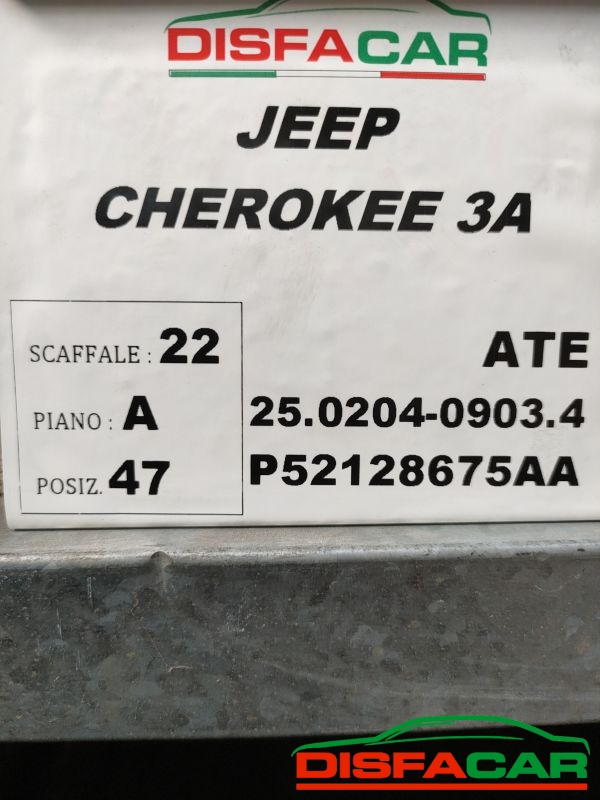 DISFACAR
JEEP
CHEROKEE 3A
SCAFFALE : 22
PIANO : A
POSIZ. 47
ATE
25.0204-0903.4
P52128675AA
DISFACAR